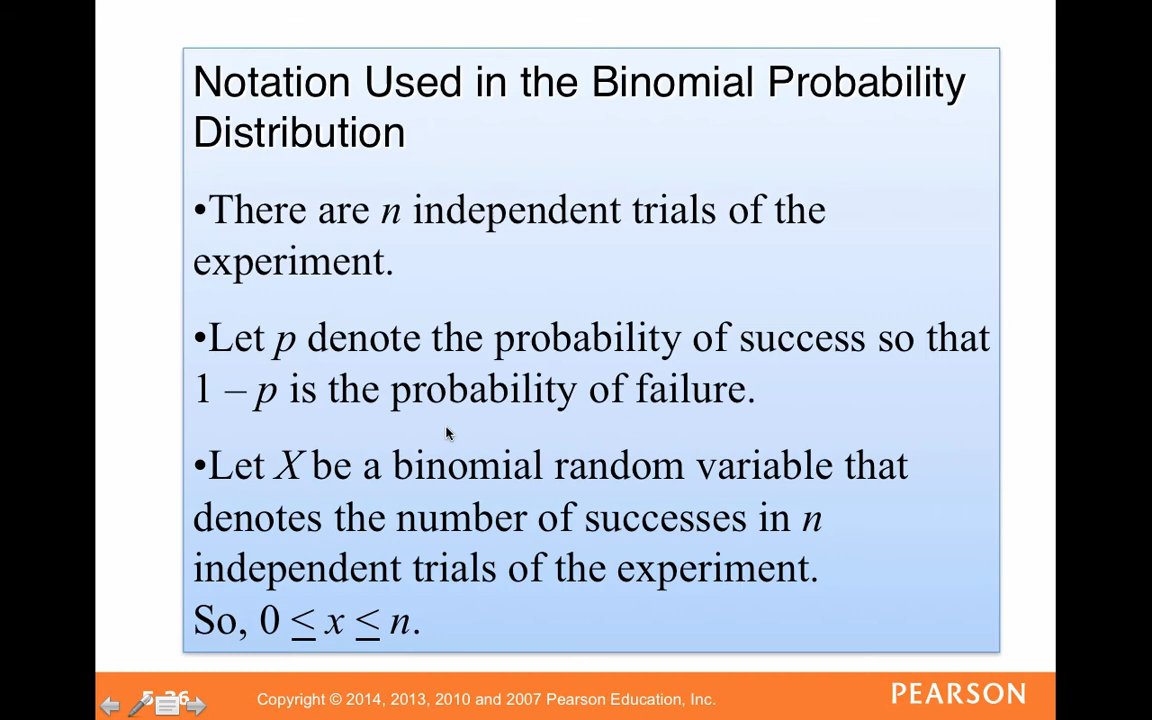 Notation Used in the Binomial Probability
Distribution
•There are n independent trials of the
experiment.
•Let p denote the probability of success so that
1 – p is the probability of failure.
•Let X be a binomial random variable that
denotes the number of successes in n
independent trials of the experiment.
So, 0 ≤ x ≤ n.
5-26
Copyright © 2014, 2013, 2010 and 2007 Pearson Education, Inc.
PEARSON